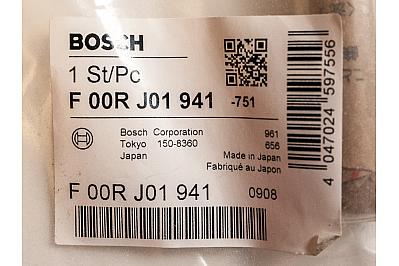 BOSCH
1 St/Pc
F 00R J01 941 -751
Bosch Corporation 961
Tokyo 150-8360 656
Japan Made in Japan
Fabriqué au Japon
F 00R J01 941 0908
4 047024 597556